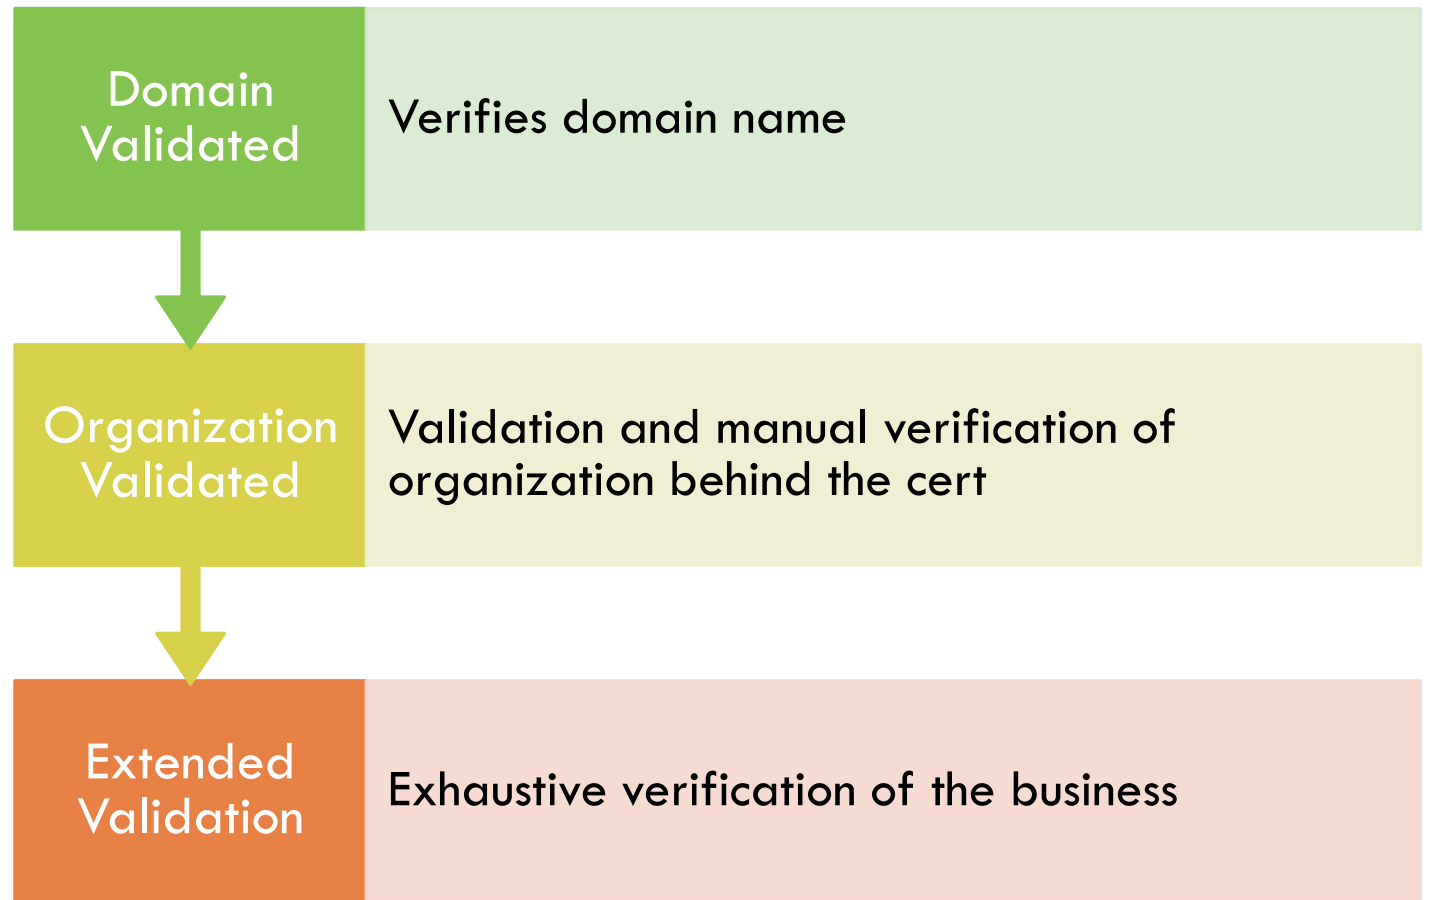 Domain
Validated
Verifies domain name
Organization
Validated
Validation and manual verification of
organization behind the cert
Extended
Validation
Exhaustive verification of the business